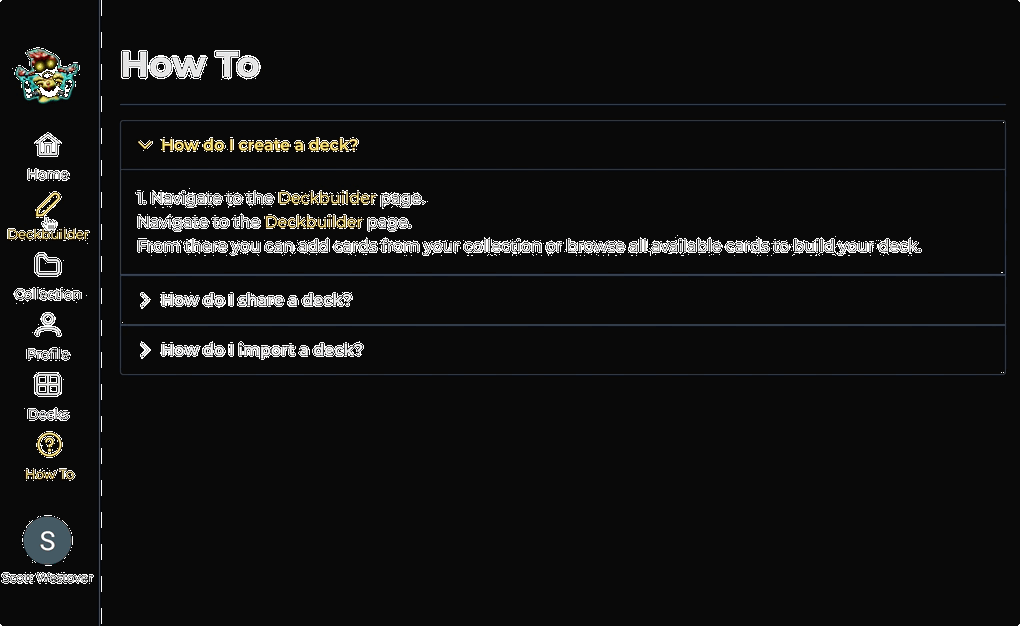 How To
How do I create a deck?
1. Navigate to the Deckbuilder page.
Navigate to the Deckbuilder page.
From there you can add cards from your collection or browse all available cards to build your deck.
How do I share a deck?
How do I import a deck?
Home
Deckbuilder
Collection
Profile
Decks
How To
S
Scott Westover